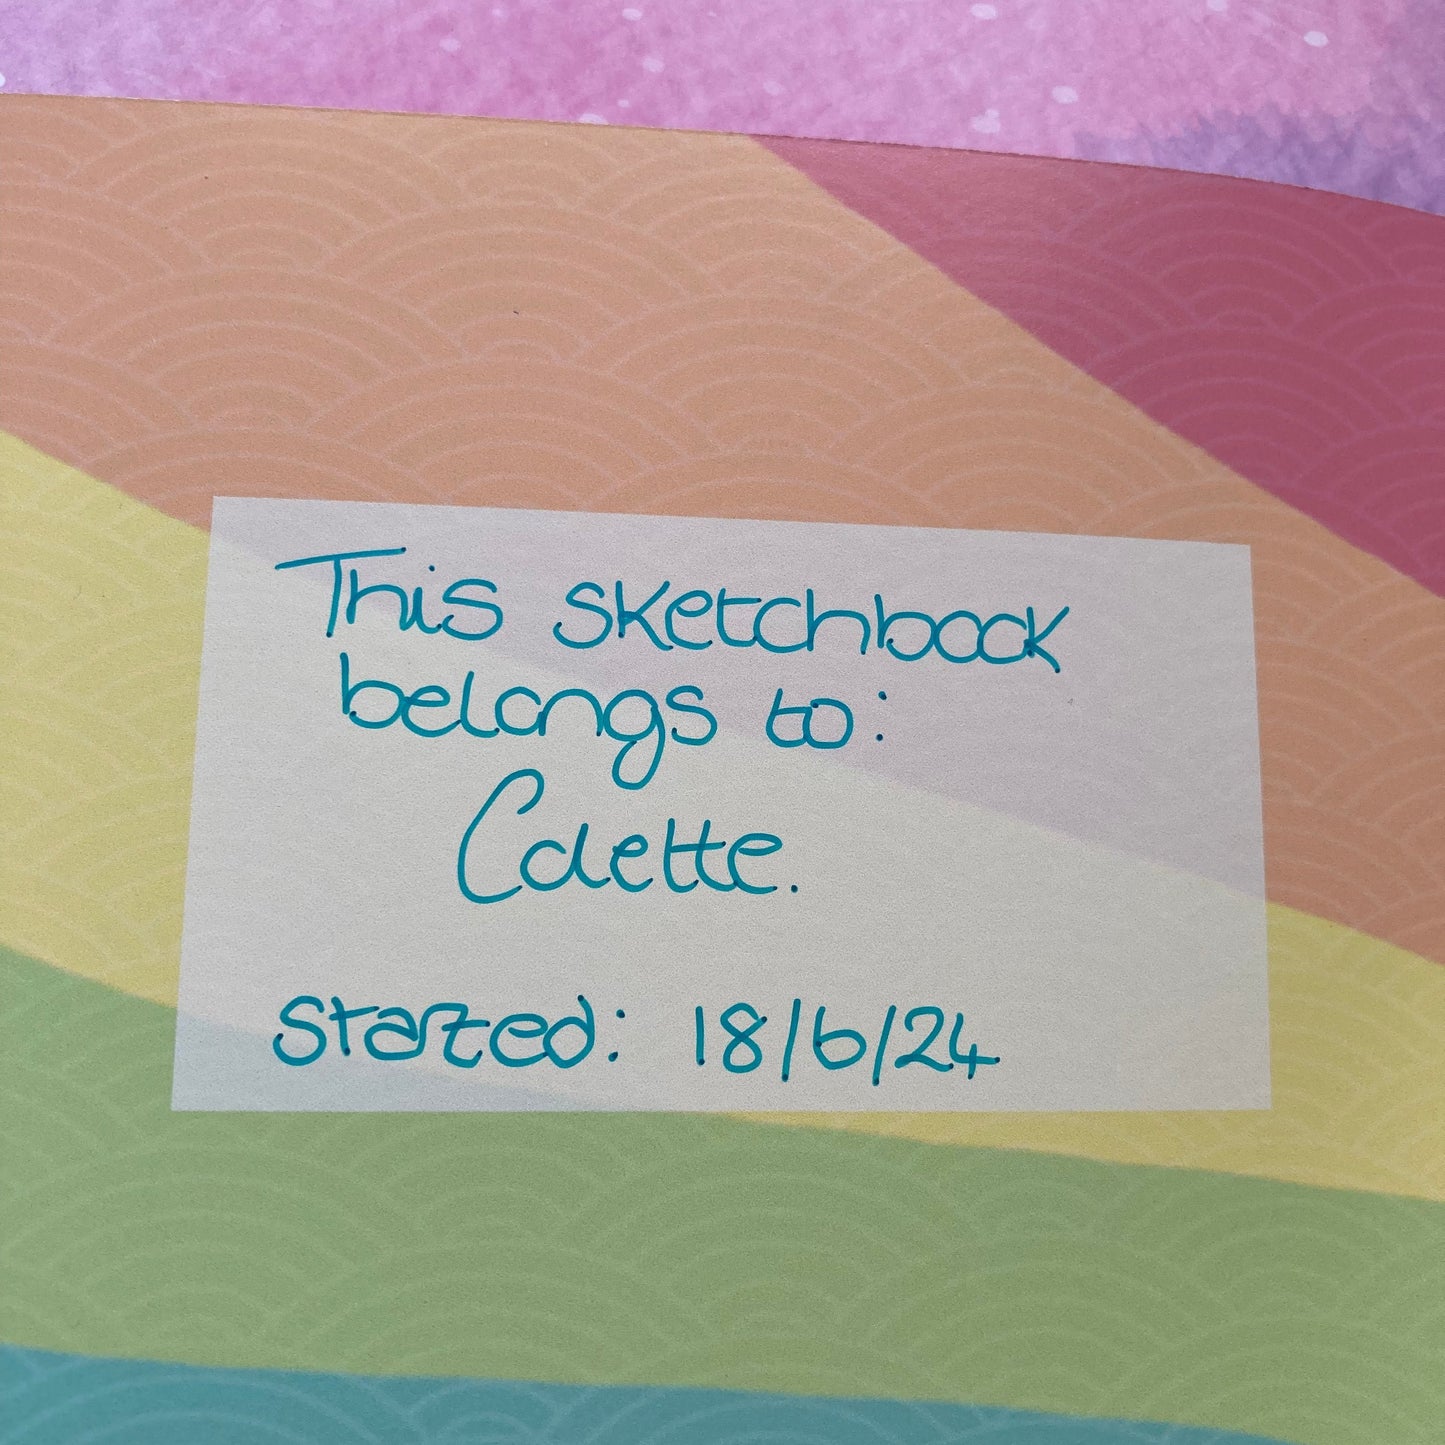 This sketchbook
belongs to:
Colette.
Started: 18/6/24